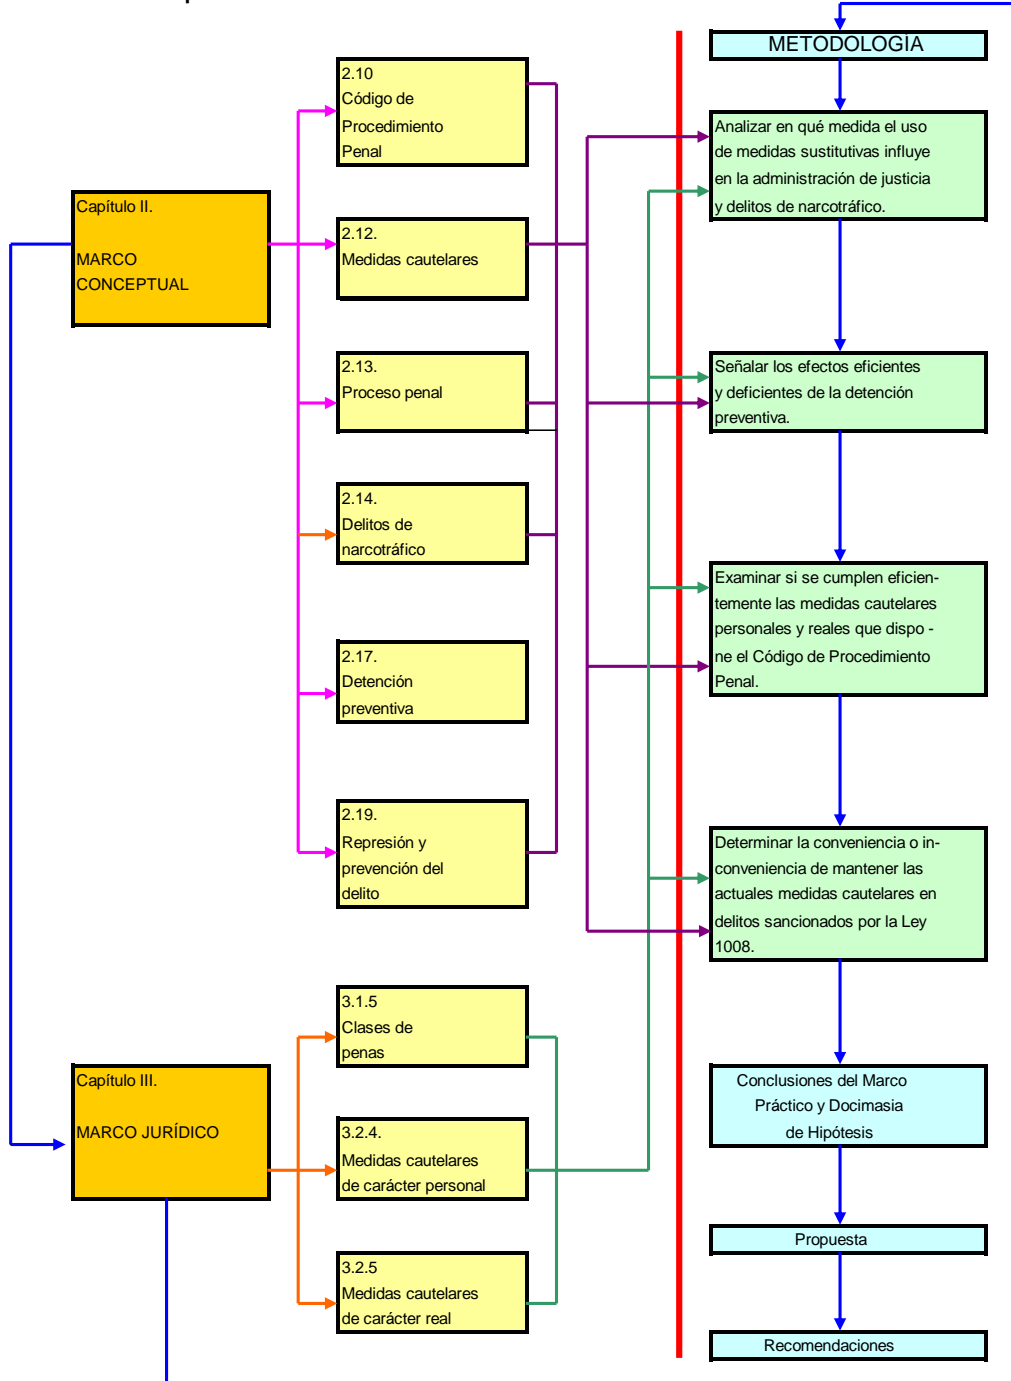 METODOLOGÍA
2.10
Código de
Procedimiento
Penal
Analizar en qué medida el uso
de medidas sustitutivas influye
en la administración de justicia
y delitos de narcotráfico.
Capítulo II.
MARCO
CONCEPTUAL
2.12.
Medidas cautelares
2.13.
Proceso penal
Señalar los efectos eficientes
y deficientes de la detención
preventiva.
2.14.
Delitos de
narcotráfico
Examinar si se cumplen eficien-
temente las medidas cautelares
personales y reales que dispo -
ne el Código de Procedimiento
Penal.
2.17.
Detención
preventiva
2.19.
Represión y
prevención del
delito
Determinar la conveniencia o in-
conveniencia de mantener las
actuales medidas cautelares en
delitos sancionados por la Ley
1008.
3.1.5
Clases de
penas
Capítulo III.
MARCO JURÍDICO
Conclusiones del Marco
Práctico y Docimasia
de Hipótesis
3.2.4.
Medidas cautelares
de carácter personal
Propuesta
3.2.5
Medidas cautelares
de carácter real
Recomendaciones